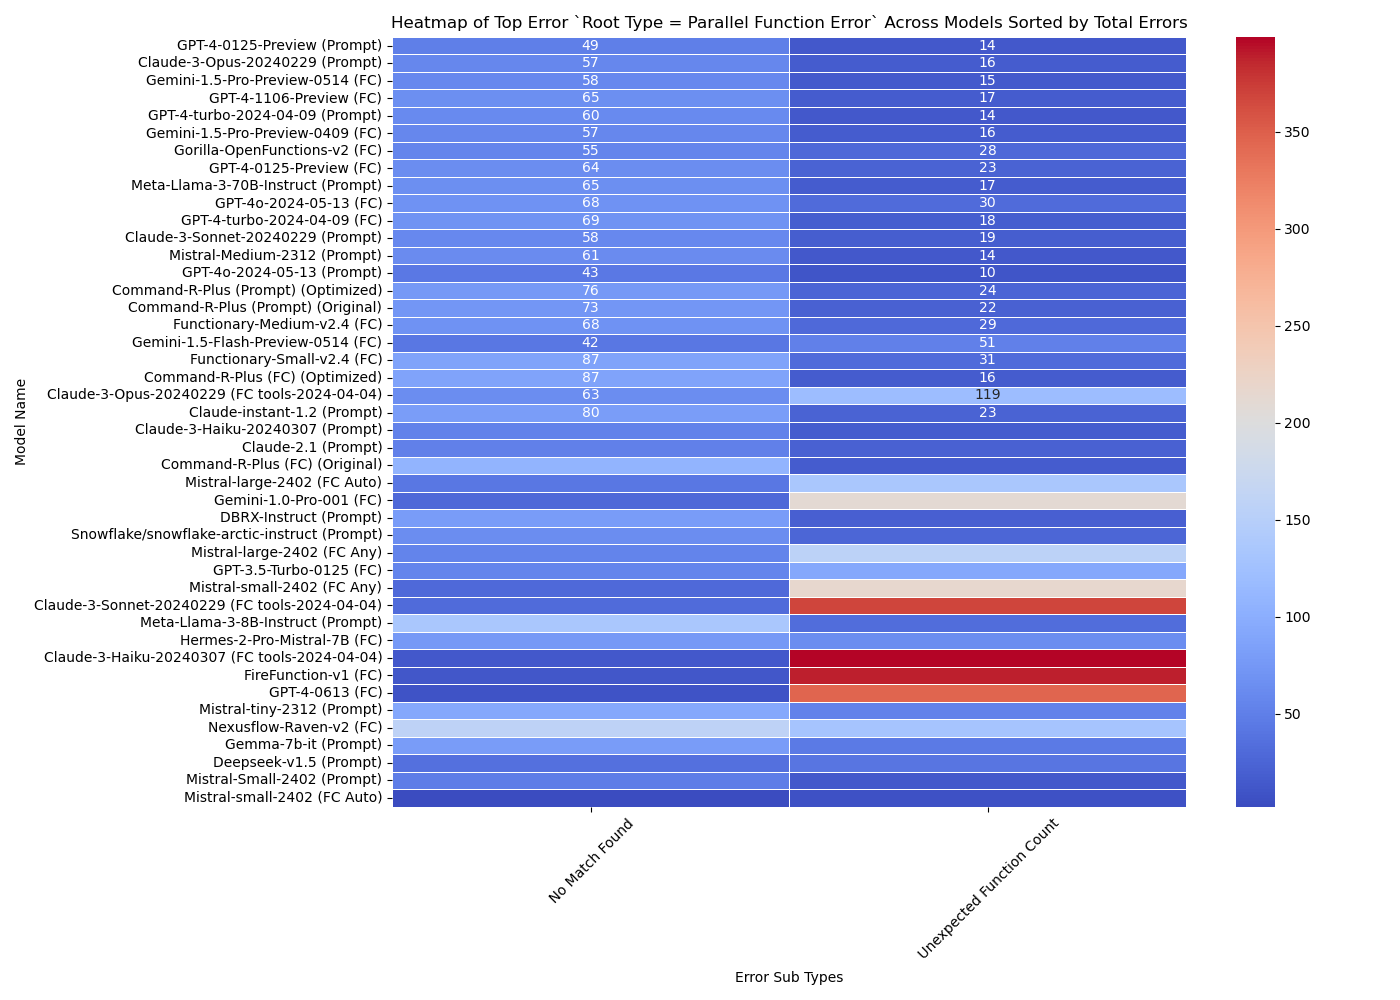 Heatmap of Top Error `Root Type = Parallel Function Error` Across Models Sorted by Total Errors
GPT-4-0125-Preview (Prompt) 49 14
Claude-3-Opus-20240229 (Prompt) 57 16
Gemini-1.5-Pro-Preview-0514 (FC) 58 15
GPT-4-1106-Preview (FC) 65 17
GPT-4-turbo-2024-04-09 (Prompt) 60 14
Gemini-1.5-Pro-Preview-0409 (FC) 57 16
Gorilla-OpenFunctions-v2 (FC) 55 28
GPT-4-0125-Preview (FC) 64 23
Meta-Llama-3-70B-Instruct (Prompt) 65 17
GPT-4o-2024-05-13 (FC) 68 30
GPT-4-turbo-2024-04-09 (FC) 69 18
Claude-3-Sonnet-20240229 (Prompt) 58 19
Mistral-Medium-2312 (Prompt) 61 14
GPT-4o-2024-05-13 (Prompt) 43 10
Command-R-Plus (Prompt) (Optimized) 76 24
Command-R-Plus (Prompt) (Original) 73 22
Functionary-Medium-v2.4 (FC) 68 29
Gemini-1.5-Flash-Preview-0514 (FC) 42 51
Functionary-Small-v2.4 (FC) 87 31
Command-R-Plus (FC) (Optimized) 87 16
Claude-3-Opus-20240229 (FC tools-2024-04-04) 63 119
Claude-instant-1.2 (Prompt) 80 23
Claude-3-Haiku-20240307 (Prompt)
Claude-2.1 (Prompt)
Command-R-Plus (FC) (Original)
Mistral-large-2402 (FC Auto)
Gemini-1.0-Pro-001 (FC)
DBRX-Instruct (Prompt)
Snowflake/snowflake-arctic-instruct (Prompt)
Mistral-large-2402 (FC Any)
GPT-3.5-Turbo-0125 (FC)
Mistral-small-2402 (FC Any)
Claude-3-Sonnet-20240229 (FC tools-2024-04-04)
Meta-Llama-3-8B-Instruct (Prompt)
Hermes-2-Pro-Mistral-7B (FC)
Claude-3-Haiku-20240307 (FC tools-2024-04-04)
FireFunction-v1 (FC)
GPT-4-0613 (FC)
Mistral-tiny-2312 (Prompt)
Nexusflow-Raven-v2 (FC)
Gemma-7b-it (Prompt)
Deepseek-v1.5 (Prompt)
Mistral-Small-2402 (Prompt)
Mistral-small-2402 (FC Auto)
Model Name
No Match Found
Unexpected Function Count
Error Sub Types
350
300
250
200
150
100
50